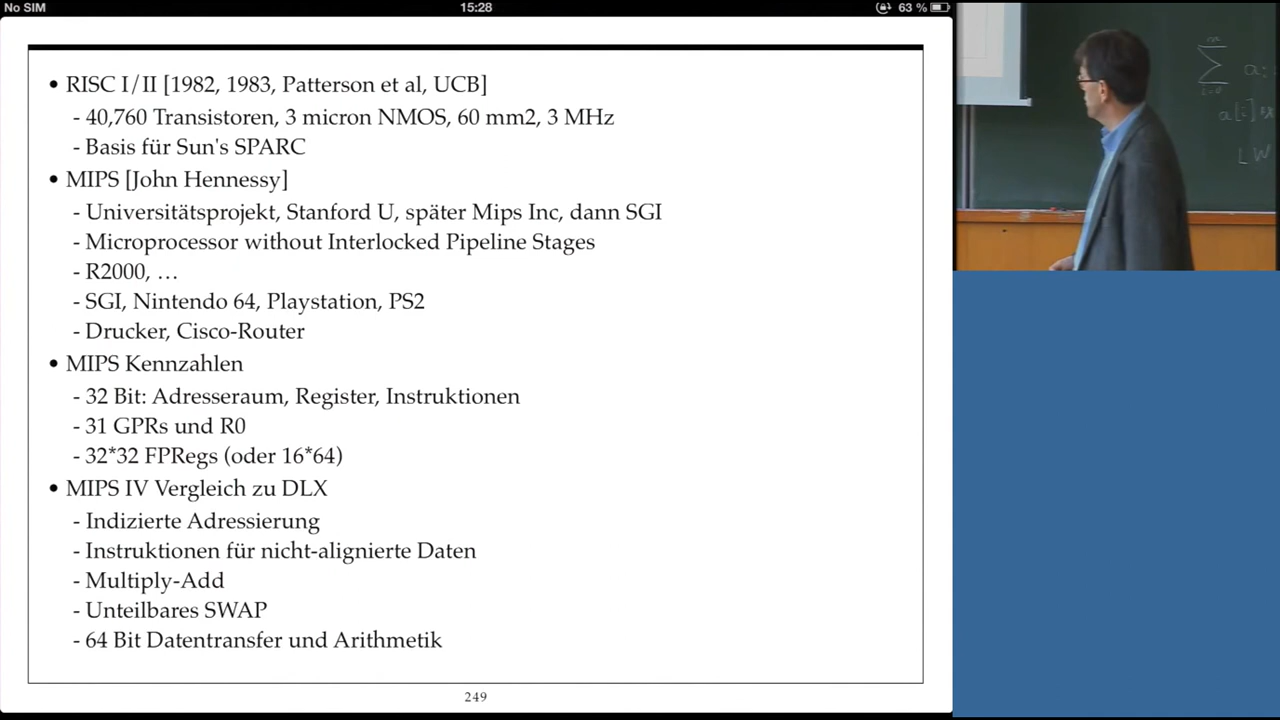 No SIM
15:28
63 %
• RISC I/II [1982, 1983, Patterson et al, UCB]
- 40,760 Transistoren, 3 micron NMOS, 60 mm2, 3 MHz
- Basis für Sun's SPARC
• MIPS [John Hennessy]
- Universitätsprojekt, Stanford U, später Mips Inc, dann SGI
- Microprocessor without Interlocked Pipeline Stages
- R2000, …
- SGI, Nintendo 64, Playstation, PS2
- Drucker, Cisco-Router
• MIPS Kennzahlen
- 32 Bit: Adresseraum, Register, Instruktionen
- 31 GPRs und R0
- 32*32 FPRegs (oder 16*64)
• MIPS IV Vergleich zu DLX
- Indizierte Adressierung
- Instruktionen für nicht-alignierte Daten
- Multiply-Add
- Unteilbares SWAP
- 64 Bit Datentransfer und Arithmetik
249
a[i]
LW